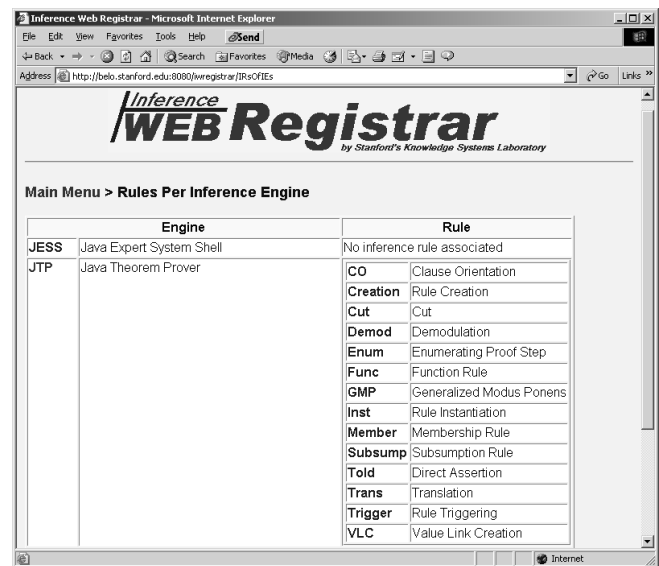 Inference Web Registrar - Microsoft Internet Explorer
File Edit View Favorites Tools Help Send
Back Search Favorites Media
Address http://belo.stanford.edu:8080/iwregistrar/IRsOfIEs Go Links »
Inference
WEB Registrar
by Stanford's Knowledge Systems Laboratory
Main Menu > Rules Per Inference Engine
Engine Rule
JESS Java Expert System Shell No inference rule associated
JTP Java Theorem Prover CO Clause Orientation
Creation Rule Creation
Cut Cut
Demod Demodulation
Enum Enumerating Proof Step
Func Function Rule
GMP Generalized Modus Ponens
Inst Rule Instantiation
Member Membership Rule
Subsump Subsumption Rule
Told Direct Assertion
Trans Translation
Trigger Rule Triggering
VLC Value Link Creation
Internet